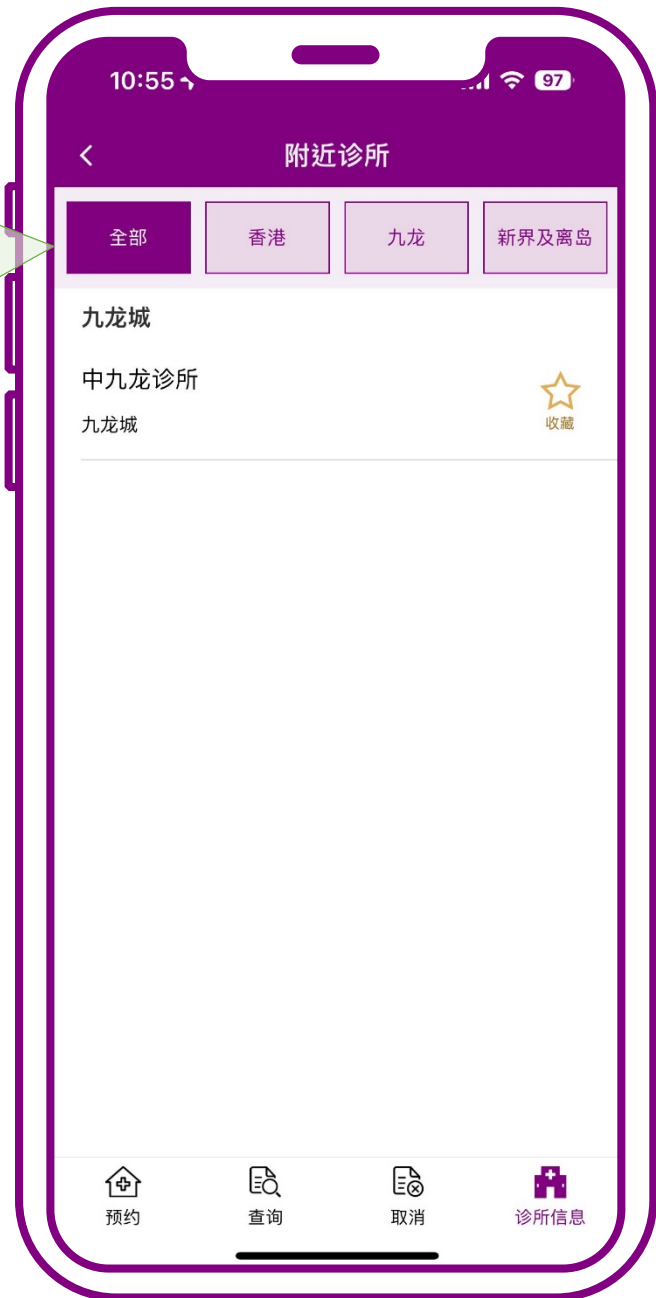 10:55
97
附近诊所
全部 香港 九龙 新界及离岛
九龙城
中九龙诊所
收藏
九龙城
预约 查询 取消 诊所信息